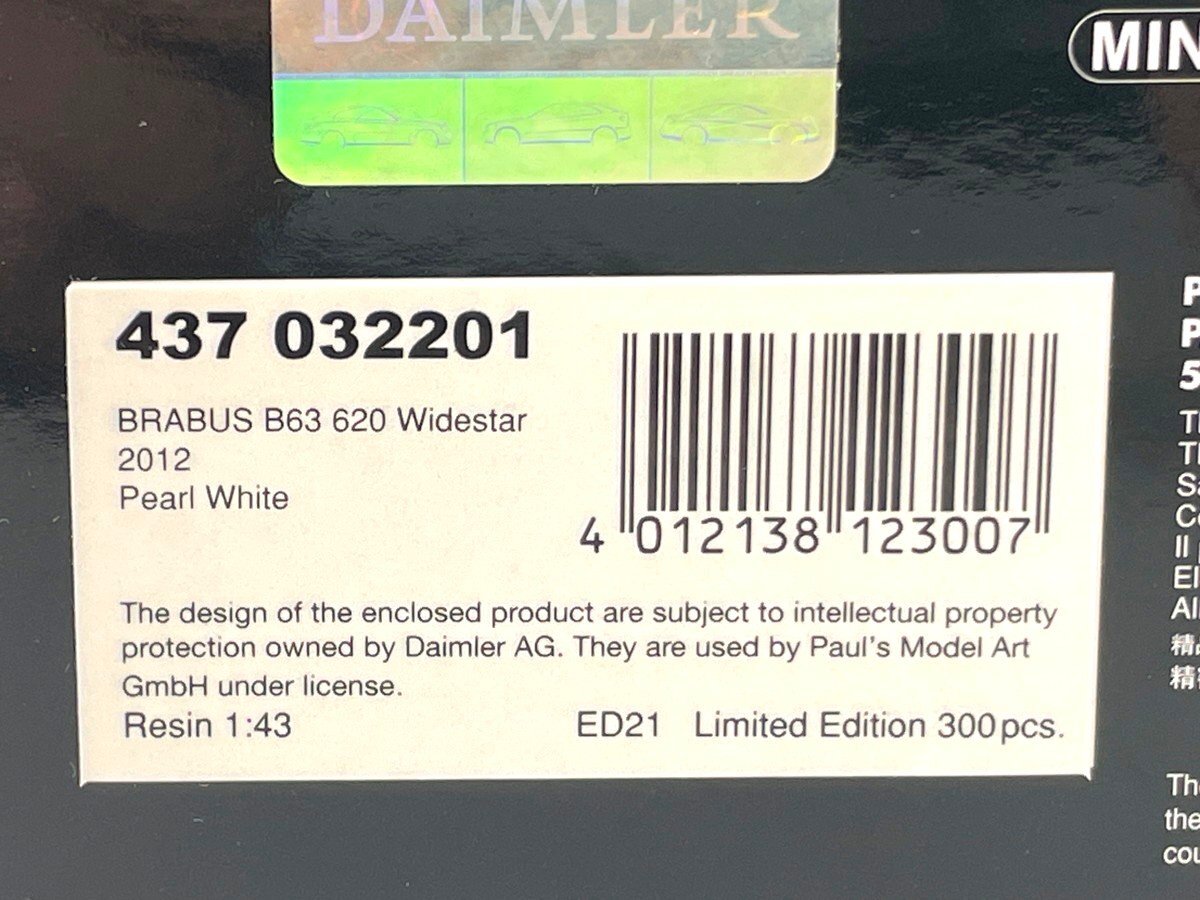 DAIMLER
437 032201
BRABUS B63 620 Widestar
2012
Pearl White
4 012138 123007
The design of the enclosed product are subject to intellectual property
protection owned by Daimler AG. They are used by Paul's Model Art
GmbH under license.
Resin 1:43 ED21 Limited Edition 300pcs.